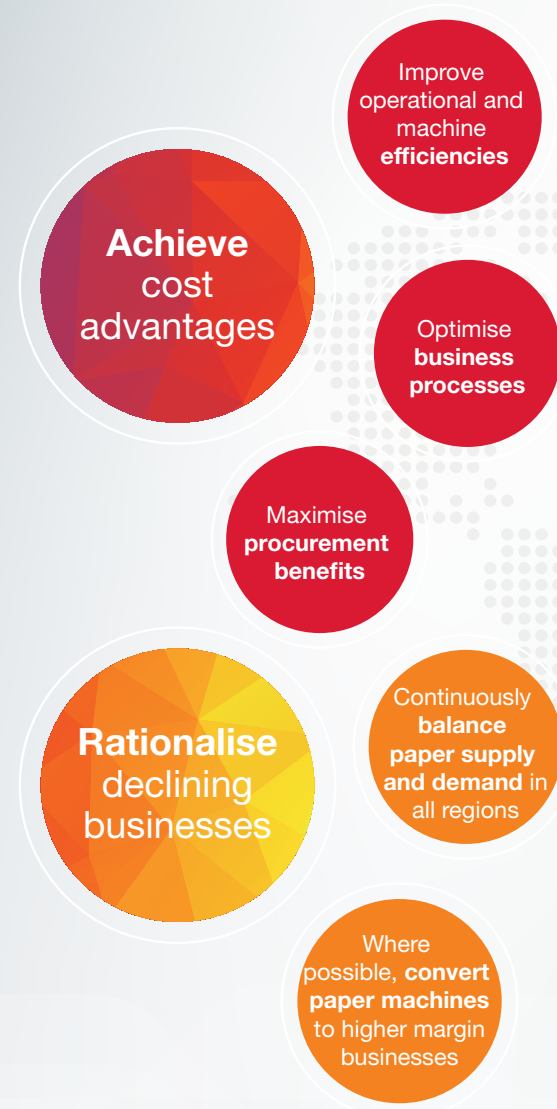 Achieve
cost
advantages
Improve
operational and
machine
efficiencies
Optimise
business
processes
Maximise
procurement
benefits
Rationalise
declining
businesses
Continuously
balance
paper supply
and demand in
all regions
Where
possible, convert
paper machines
to higher margin
businesses